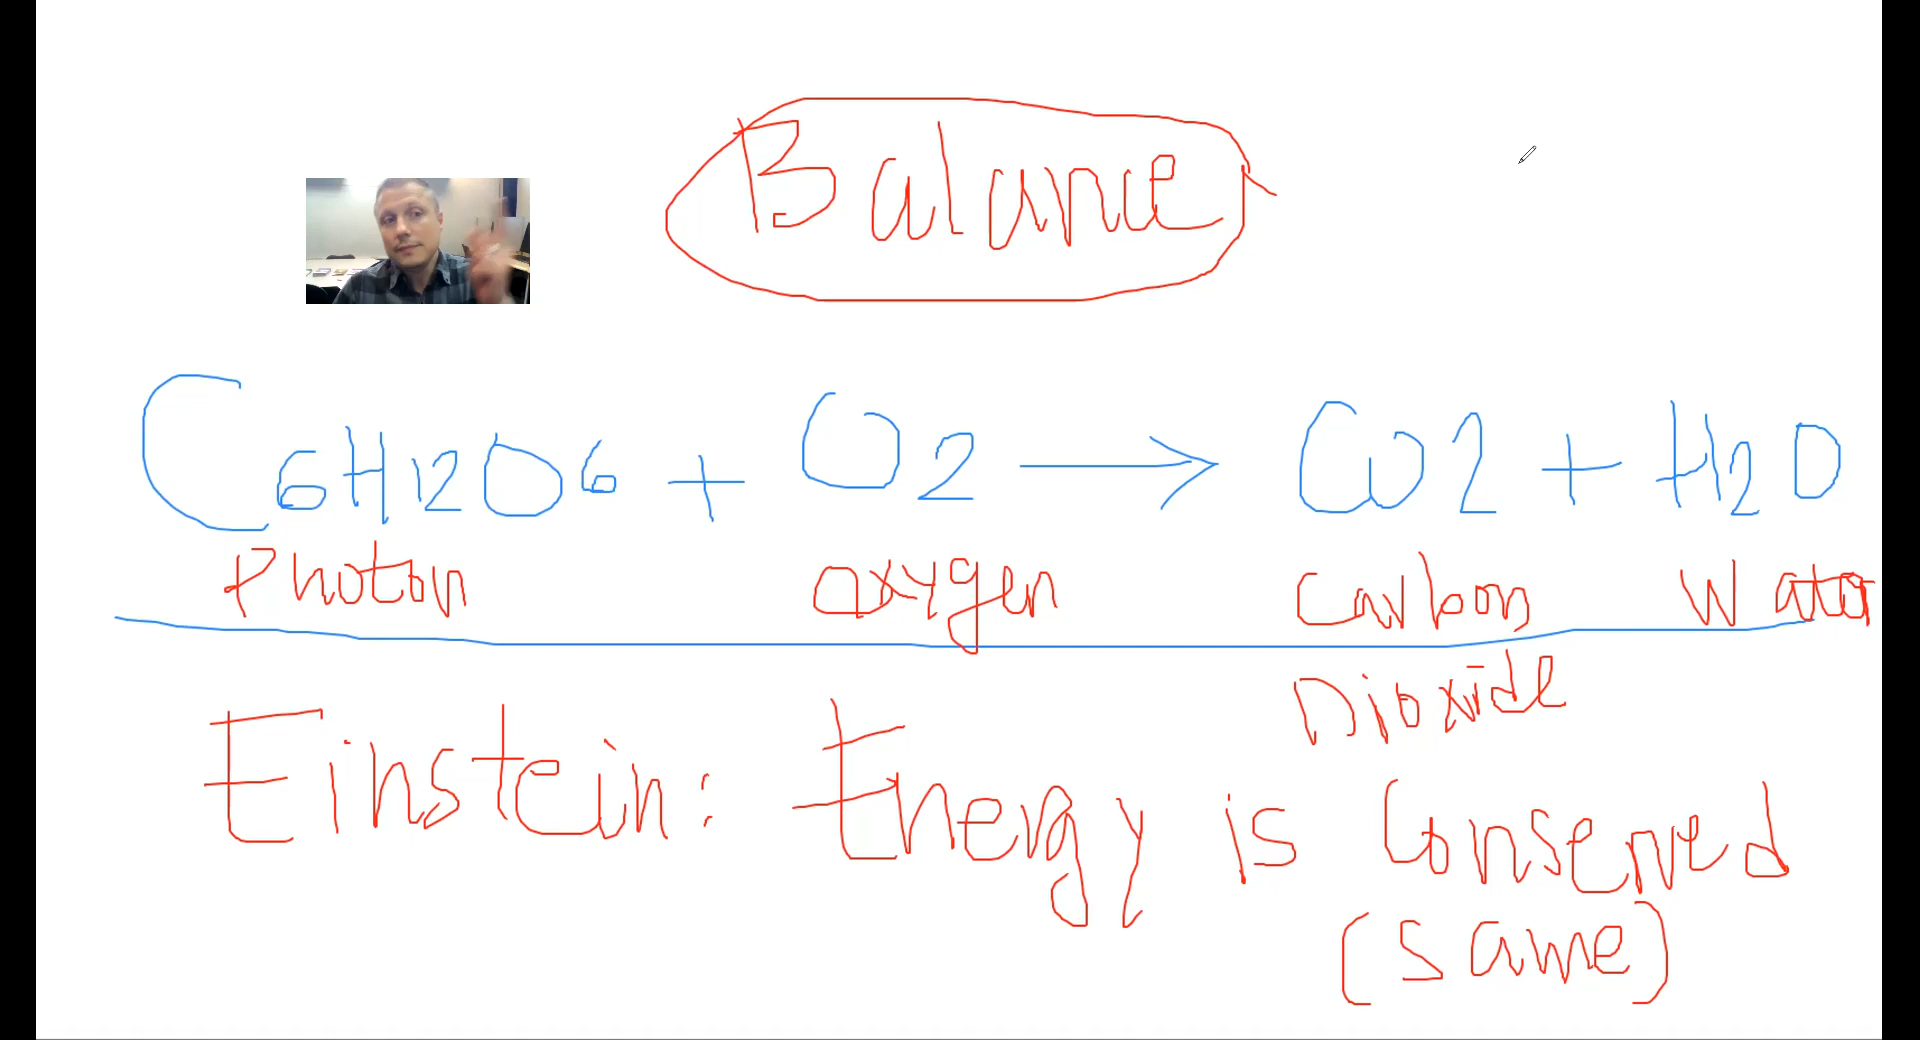 Balance
C6H12O6 + O2 → CO2 + H2O
Photon oxygen Carbon Water
Dioxide
Einstein: Energy is Conserved
(same)